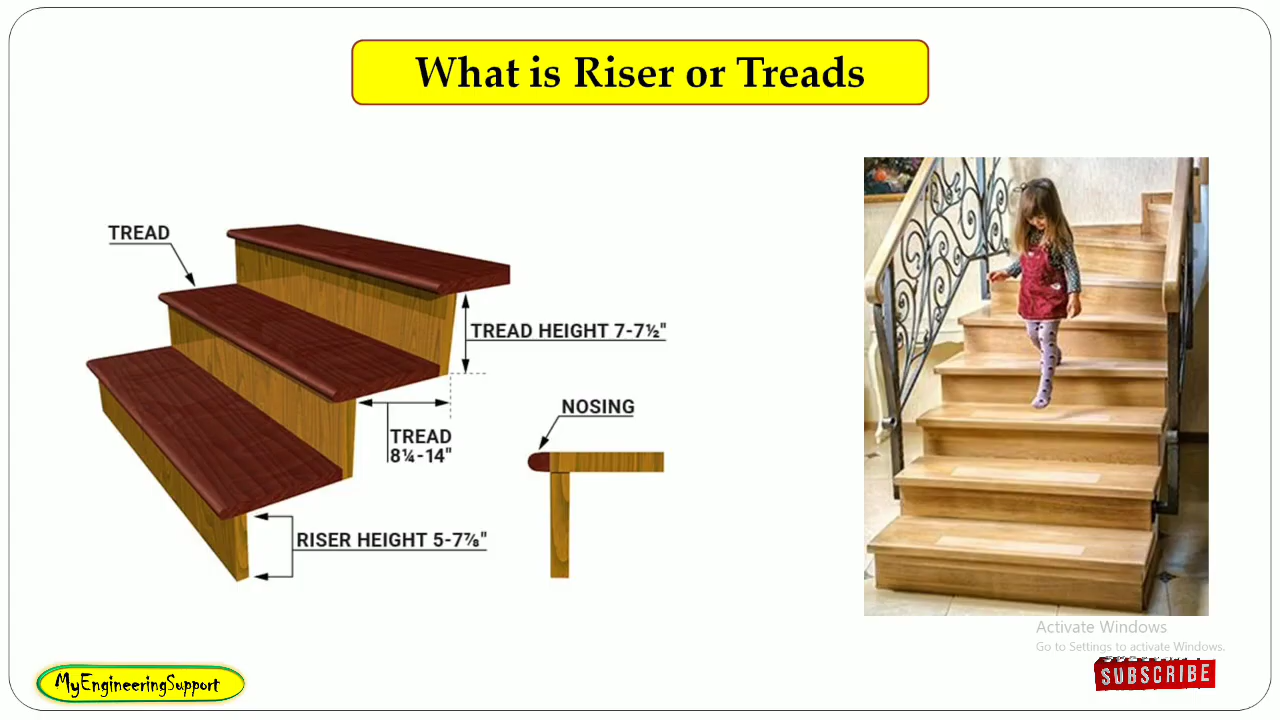 What is Riser or Treads
TREAD
TREAD HEIGHT 7-7½"
NOSING
TREAD
8¼-14"
RISER HEIGHT 5-7⅞"
Activate Windows
Go to Settings to activate Windows.
MyEngineeringSupport
SUBSCRIBE